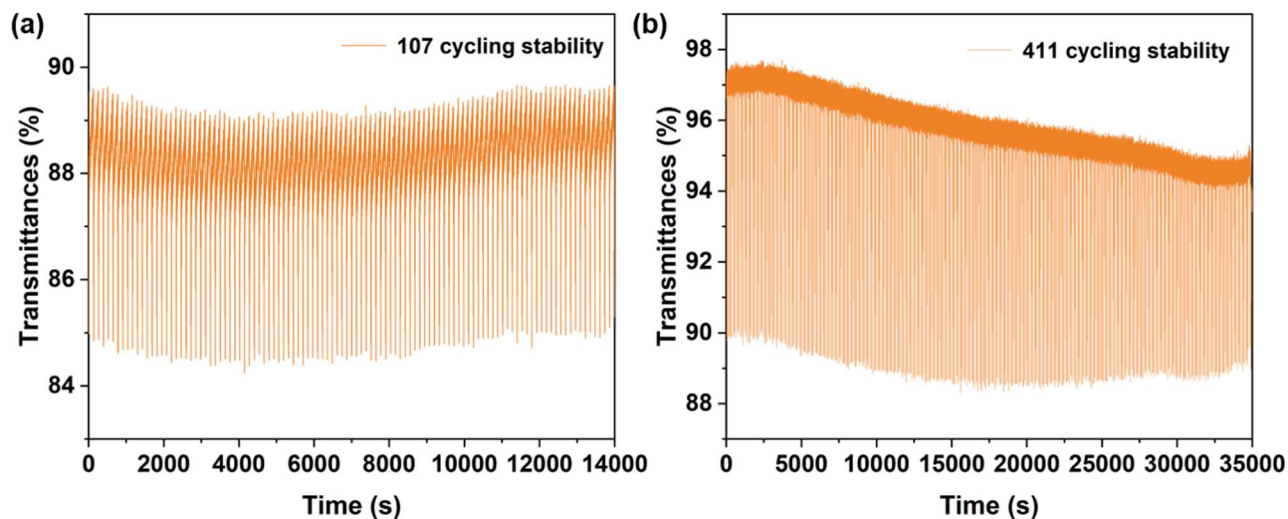 (a)
107 cycling stability
Transmittances (%)
90
88
86
84
0 2000 4000 6000 8000 10000 12000 14000
Time (s)
(b)
411 cycling stability
Transmittances (%)
98
96
94
92
90
88
0 5000 10000 15000 20000 25000 30000 35000
Time (s)